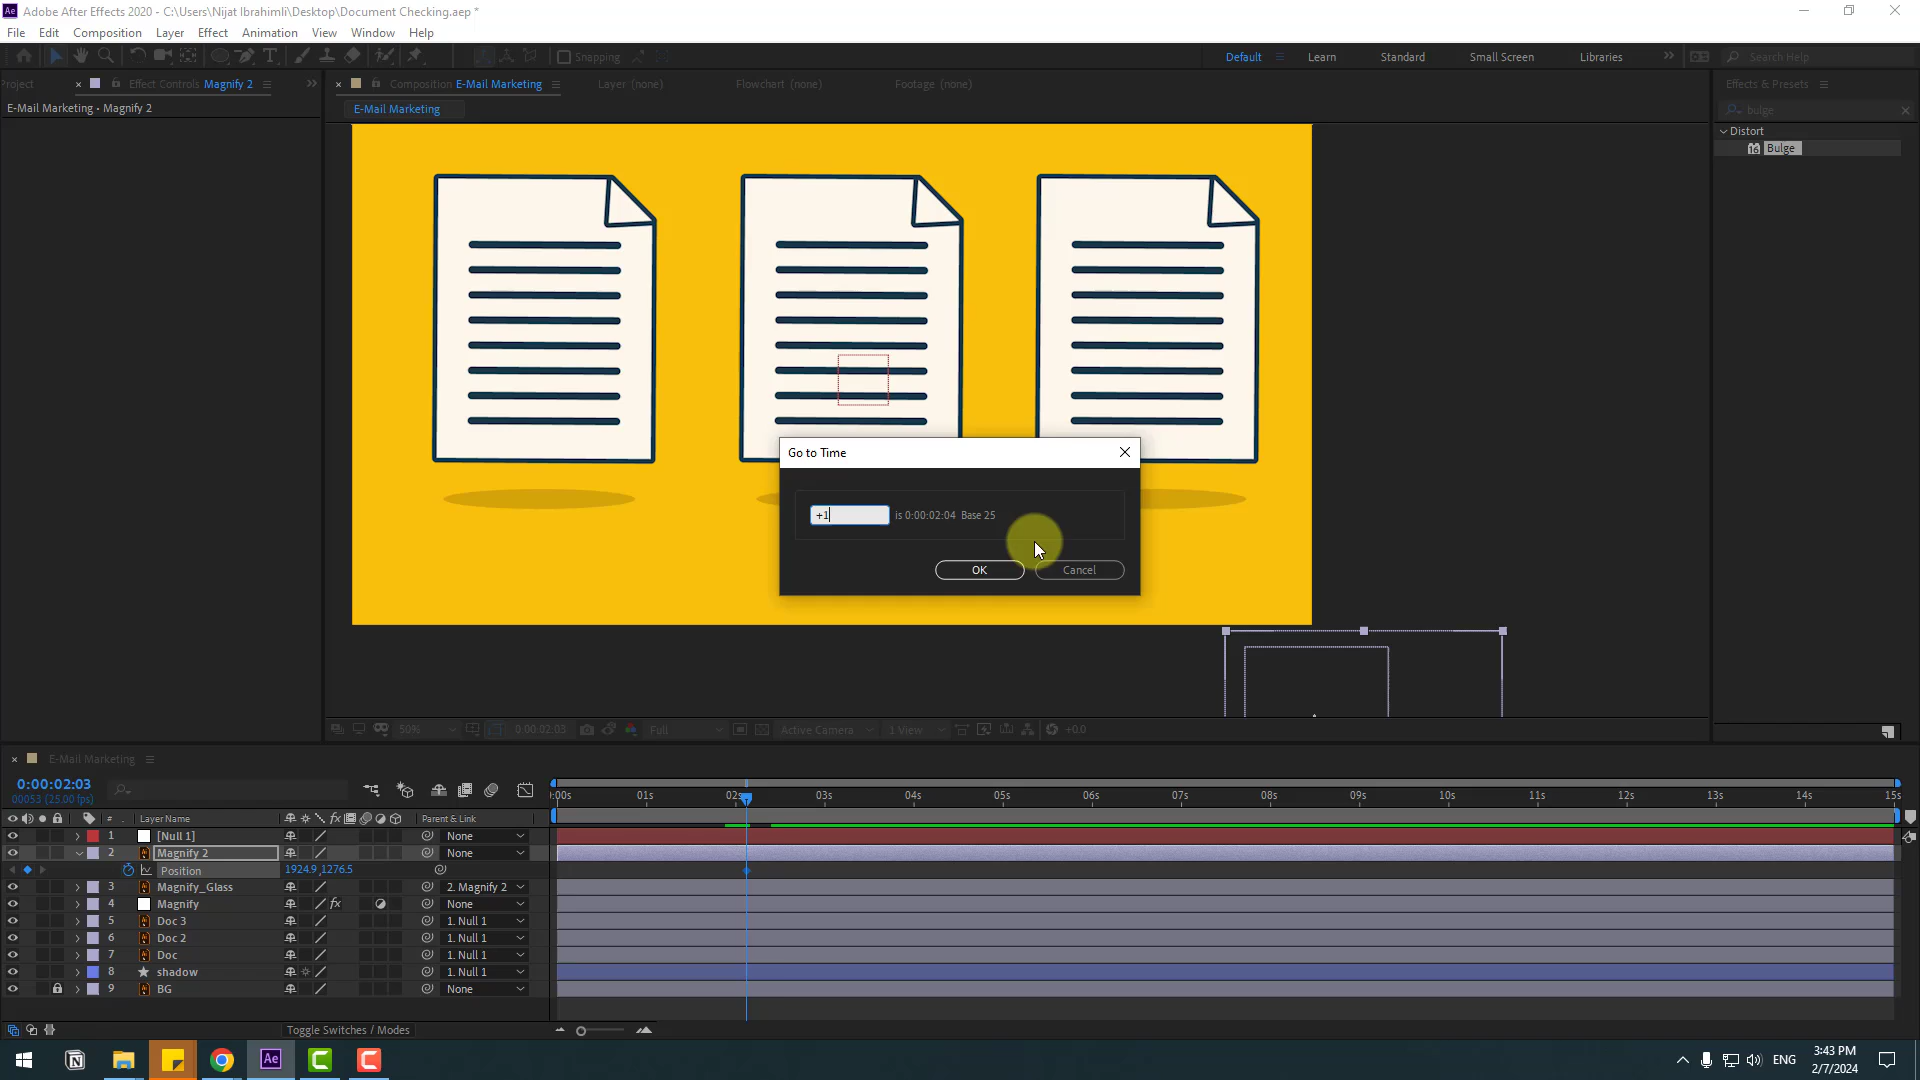 Adobe After Effects 2020 - C:\Users\Nijat Ibrahimli\Desktop\Document Checking.aep *
File Edit Composition Layer Effect Animation View Window Help
Snapping
Default Learn Standard Small Screen Libraries Search Help
Project Effect Controls Magnify 2
Composition E-Mail Marketing Layer (none) Flowchart (none) Footage (none)
Effects & Presets
E-Mail Marketing • Magnify 2
E-Mail Marketing
bulge
Distort
Bulge
Go to Time
+1 is 0:00:02:04 Base 25
OK Cancel
50% 0:00:02:03 Full Active Camera 1 View +0.0
E-Mail Marketing
0:00:02:03
00053 (25.00 fps)
:00s 01s 02s 03s 04s 05s 06s 07s 08s 09s 10s 11s 12s 13s 14s 15s
# Layer Name Parent & Link
1 [Null 1] None
2 Magnify 2 None
Position 1924.9,1276.5
3 Magnify_Glass 2. Magnify 2
4 Magnify fx None
5 Doc 3 1. Null 1
6 Doc 2 1. Null 1
7 Doc 1. Null 1
8 shadow 1. Null 1
9 BG None
Toggle Switches / Modes
ENG
3:43 PM
2/7/2024